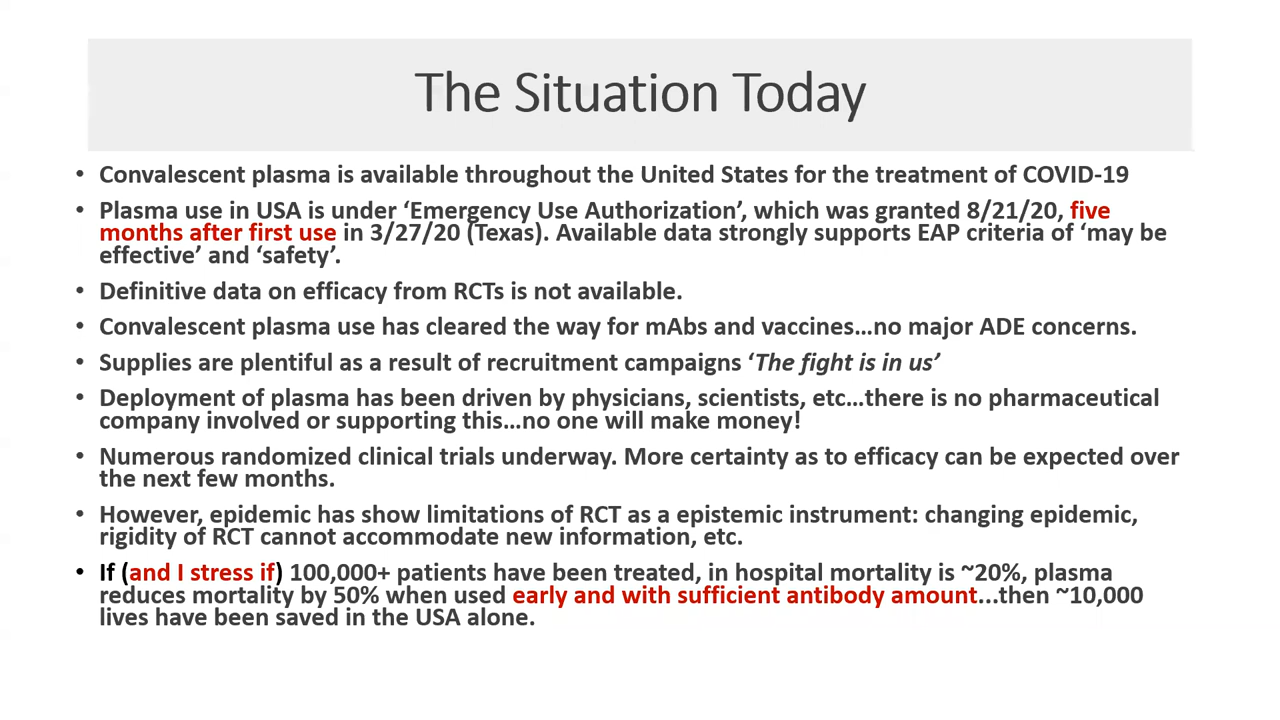 The Situation Today
• Convalescent plasma is available throughout the United States for the treatment of COVID-19
• Plasma use in USA is under ‘Emergency Use Authorization’, which was granted 8/21/20, five
months after first use in 3/27/20 (Texas). Available data strongly supports EAP criteria of ‘may be
effective’ and ‘safety’.
• Definitive data on efficacy from RCTs is not available.
• Convalescent plasma use has cleared the way for mAbs and vaccines…no major ADE concerns.
• Supplies are plentiful as a result of recruitment campaigns ‘The fight is in us’
• Deployment of plasma has been driven by physicians, scientists, etc…there is no pharmaceutical
company involved or supporting this…no one will make money!
• Numerous randomized clinical trials underway. More certainty as to efficacy can be expected over
the next few months.
• However, epidemic has show limitations of RCT as a epistemic instrument: changing epidemic,
rigidity of RCT cannot accommodate new information, etc.
• If (and I stress if) 100,000+ patients have been treated, in hospital mortality is ~20%, plasma
reduces mortality by 50% when used early and with sufficient antibody amount...then ~10,000
lives have been saved in the USA alone.